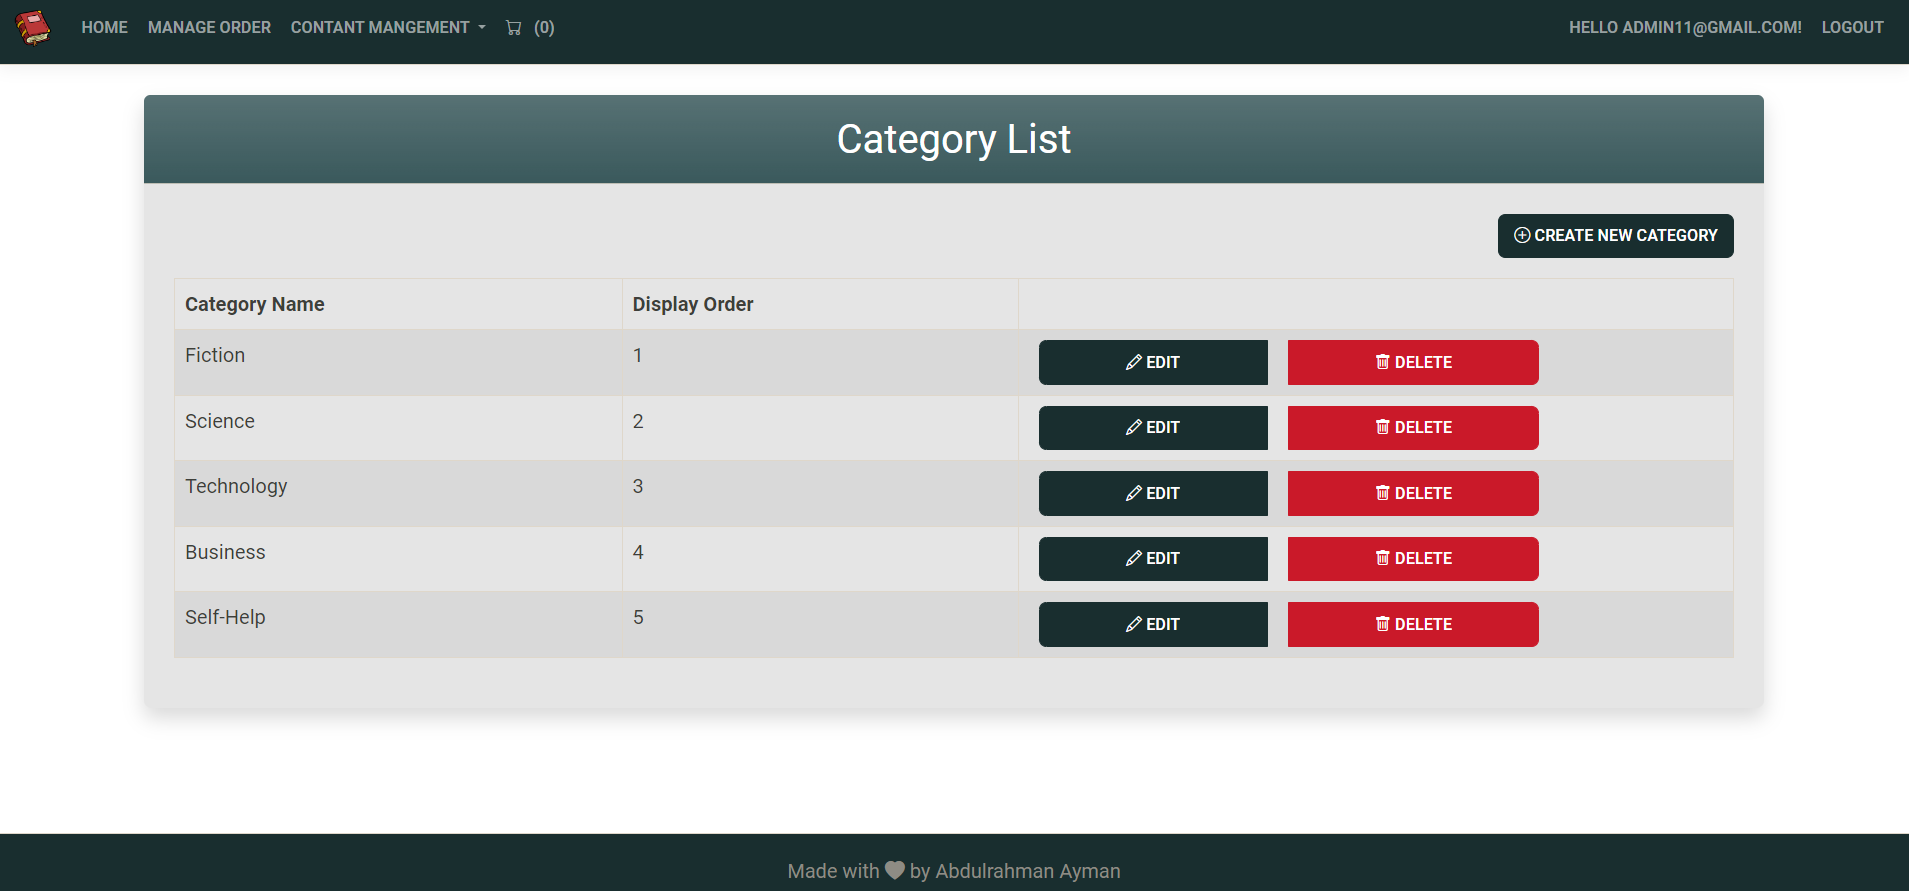 HOME MANAGE ORDER CONTANT MANGEMENT (0) HELLO ADMIN11@GMAIL.COM! LOGOUT
Category List
CREATE NEW CATEGORY
Category Name Display Order
Fiction 1 EDIT DELETE
Science 2 EDIT DELETE
Technology 3 EDIT DELETE
Business 4 EDIT DELETE
Self-Help 5 EDIT DELETE
Made with by Abdulrahman Ayman